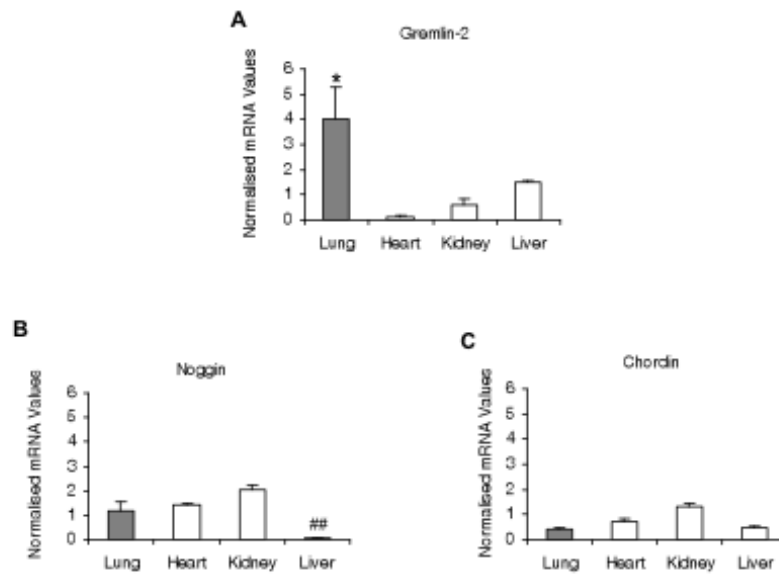 A
Gremlin-2
Normalised mRNA Values
6
5
4
3
2
1
0
*
Lung Heart Kidney Liver
B
Noggin
Normalised mRNA Values
6
5
4
3
2
1
0
##
Lung Heart Kidney Liver
C
Chordin
Normalised mRNA Values
6
5
4
3
2
1
0
Lung Heart Kidney Liver